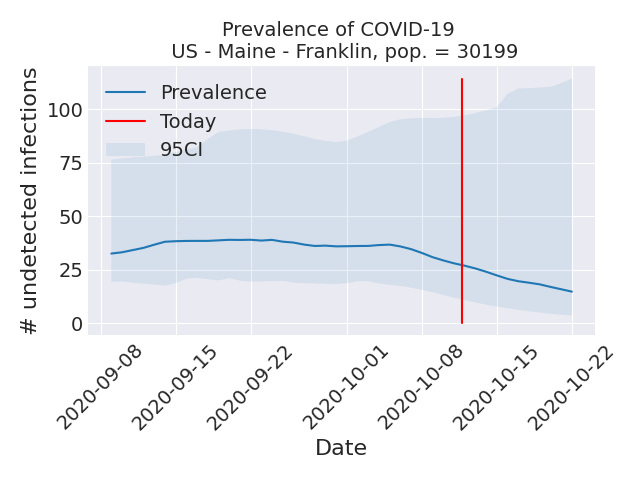 Prevalence of COVID-19
US - Maine - Franklin, pop. = 30199
Prevalence
Today
95CI
# undetected infections
100
75
50
25
0
2020-09-08
2020-09-15
2020-09-22
2020-10-01
2020-10-08
2020-10-15
2020-10-22
Date